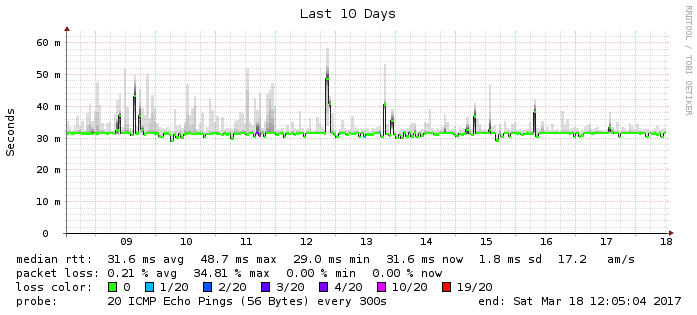 Last 10 Days
RRDTOOL / TOBI OETIKER
Seconds
60 m
50 m
40 m
30 m
20 m
10 m
0
09 10 11 12 13 14 15 16 17 18
median rtt: 31.6 ms avg 48.7 ms max 29.0 ms min 31.6 ms now 1.8 ms sd 17.2 am/s
packet loss: 0.21 % avg 34.81 % max 0.00 % min 0.00 % now
loss color: 0 1/20 2/20 3/20 4/20 10/20 19/20
probe: 20 ICMP Echo Pings (56 Bytes) every 300s end: Sat Mar 18 12:05:04 2017